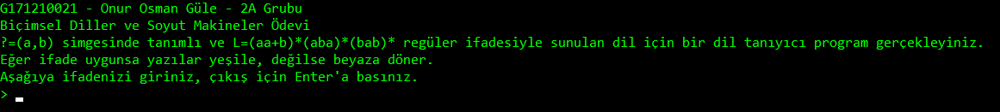 G171210021 - Onur Osman Güle - 2A Grubu
Biçimsel Diller ve Soyut Makineler Ödevi
?=(a,b) simgesinde tanımlı ve L=(aa+b)*(aba)*(bab)* regüler ifadesiyle sunulan dil için bir dil tanıyıcı program gerçekleyiniz.
Eğer ifade uygunsa yazılar yeşile, değilse beyaza döner.
Aşağıya ifadenizi giriniz, çıkış için Enter'a basınız.
>